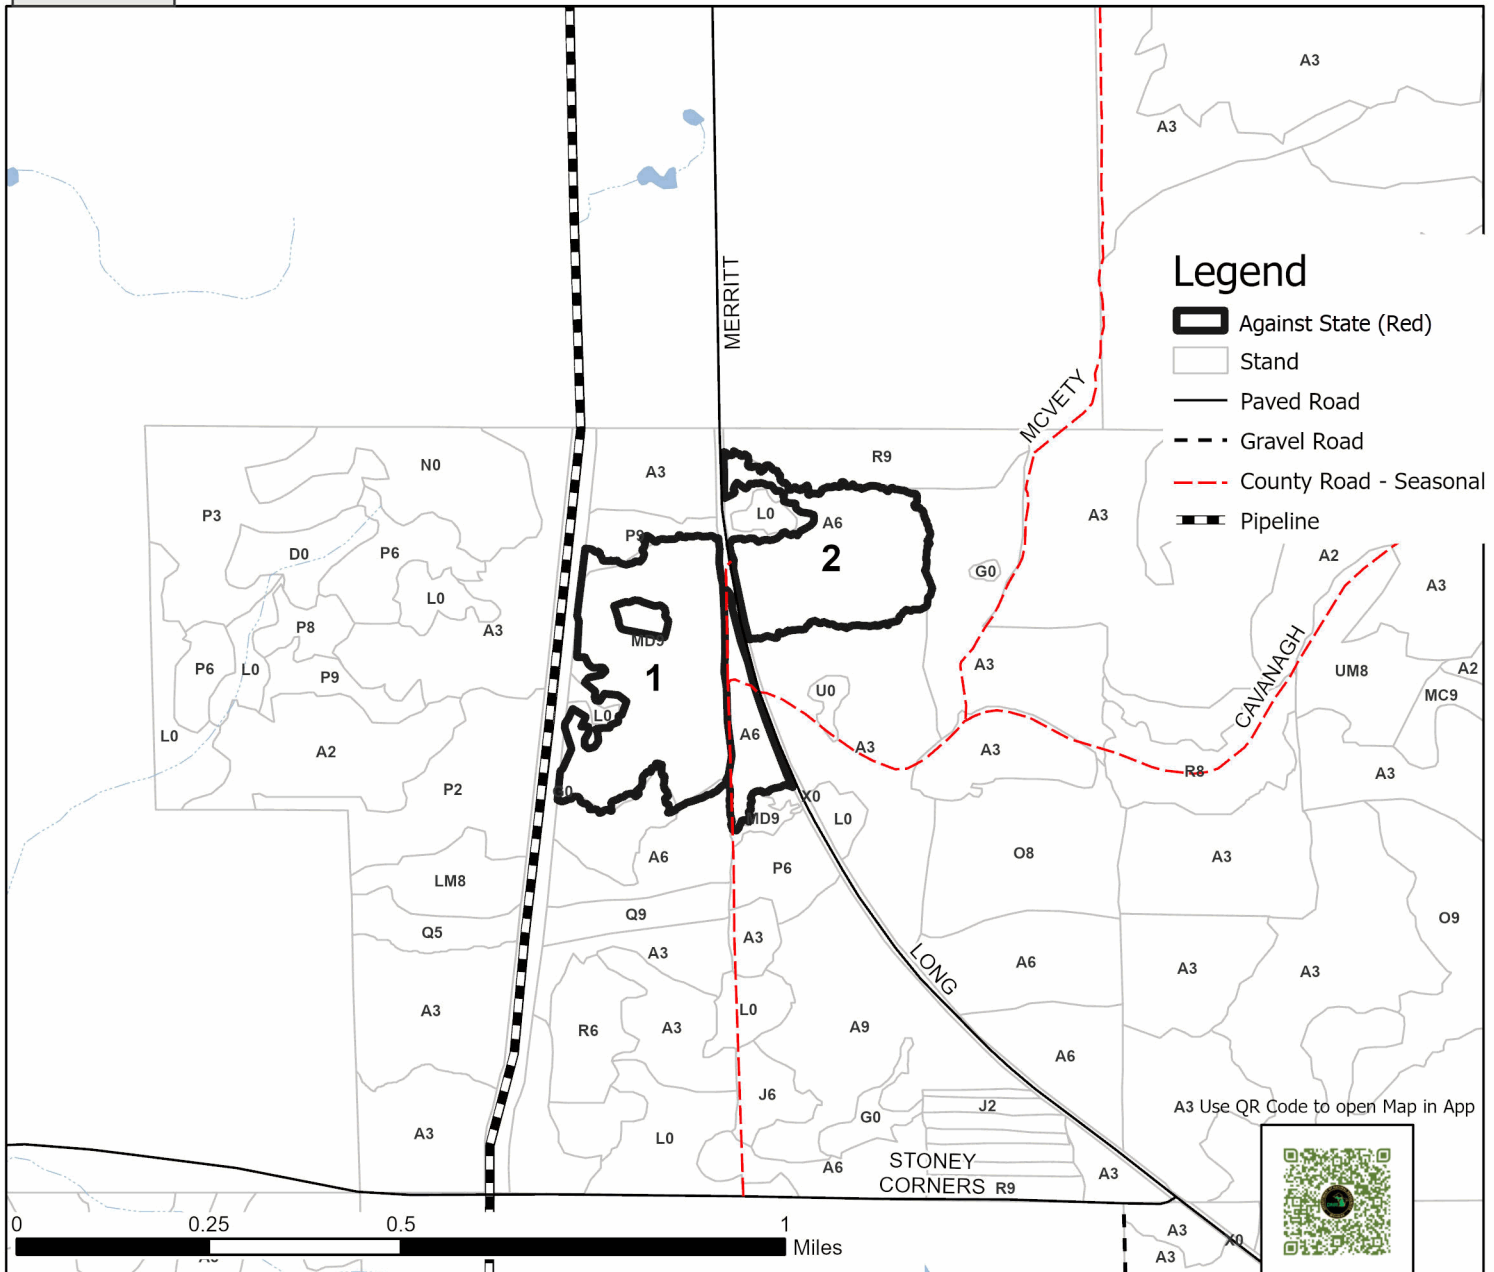 A3
A3
MERRITT
Legend
Against State (Red)
Stand
Paved Road
Gravel Road
County Road - Seasonal
Pipeline
MCVETY
N0
A3
R9
P3
L0
A6
A3
D0
P6
P9
2
A2
G0
A3
L0
P8
A3
MD9
P6
L0
P9
1
A3
UM8
A2
U0
MC9
CAVANAGH
L0
A2
A6
A3
A3
R8
A3
P2
X0
MD9
L0
A6
P6
O8
A3
LM8
Q9
Q5
A3
A3
O9
A6
A3
A3
LONG
A3
R6
A3
L0
A9
A6
J6
J2
G0
A3 Use QR Code to open Map in App
A3
L0
A6
STONEY
CORNERS
R9
A3
0
0.25
0.5
1
Miles
A3
X0
A3